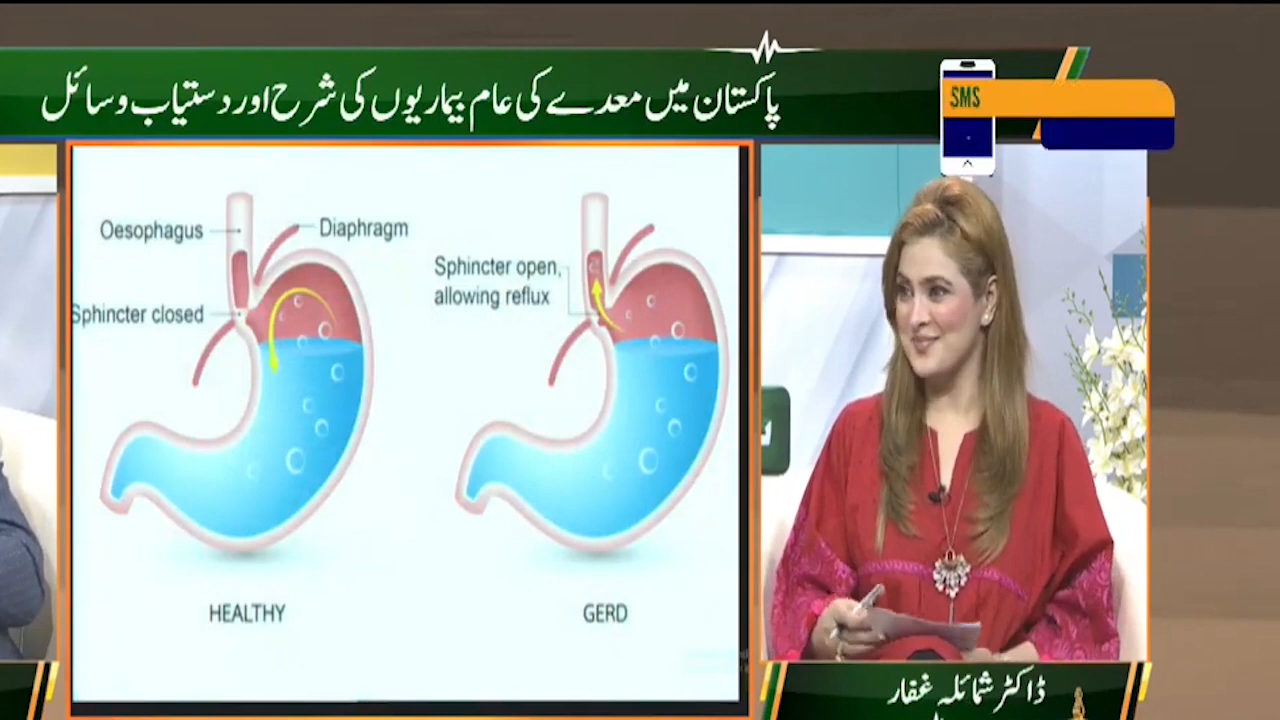 پاکستان میں معدے کی عام بیماریوں کی شرح اور دستیاب وسائل
SMS
Oesophagus
Diaphragm
Sphincter closed
Sphincter open,
allowing reflux
HEALTHY
GERD
ڈاکٹر شمائلہ غفار